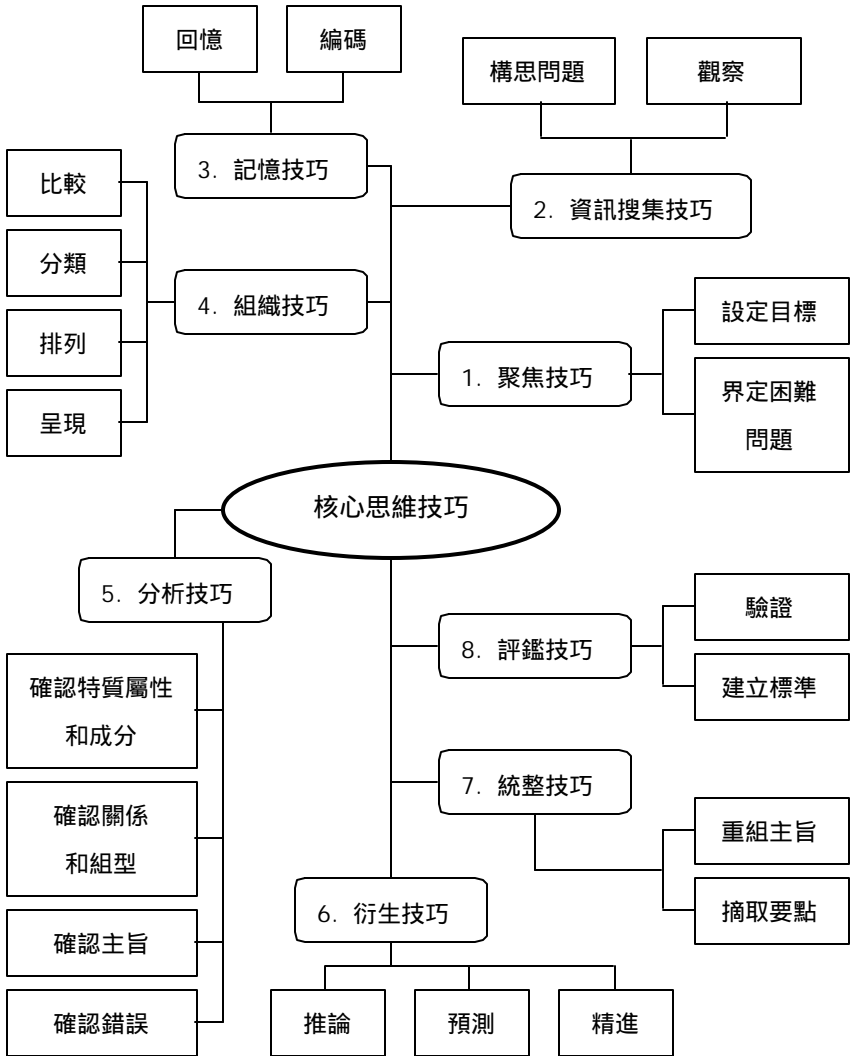 回憶
編碼
構思問題
觀察
3. 記憶技巧
2. 資訊搜集技巧
比較
分類
排列
呈現
4. 組織技巧
1. 聚焦技巧
設定目標
界定困難
問題
核心思維技巧
5. 分析技巧
確認特質屬性
和成分
確認關係
和組型
確認主旨
確認錯誤
8. 評鑑技巧
驗證
建立標準
7. 統整技巧
重組主旨
摘取要點
6. 衍生技巧
推論
預測
精進